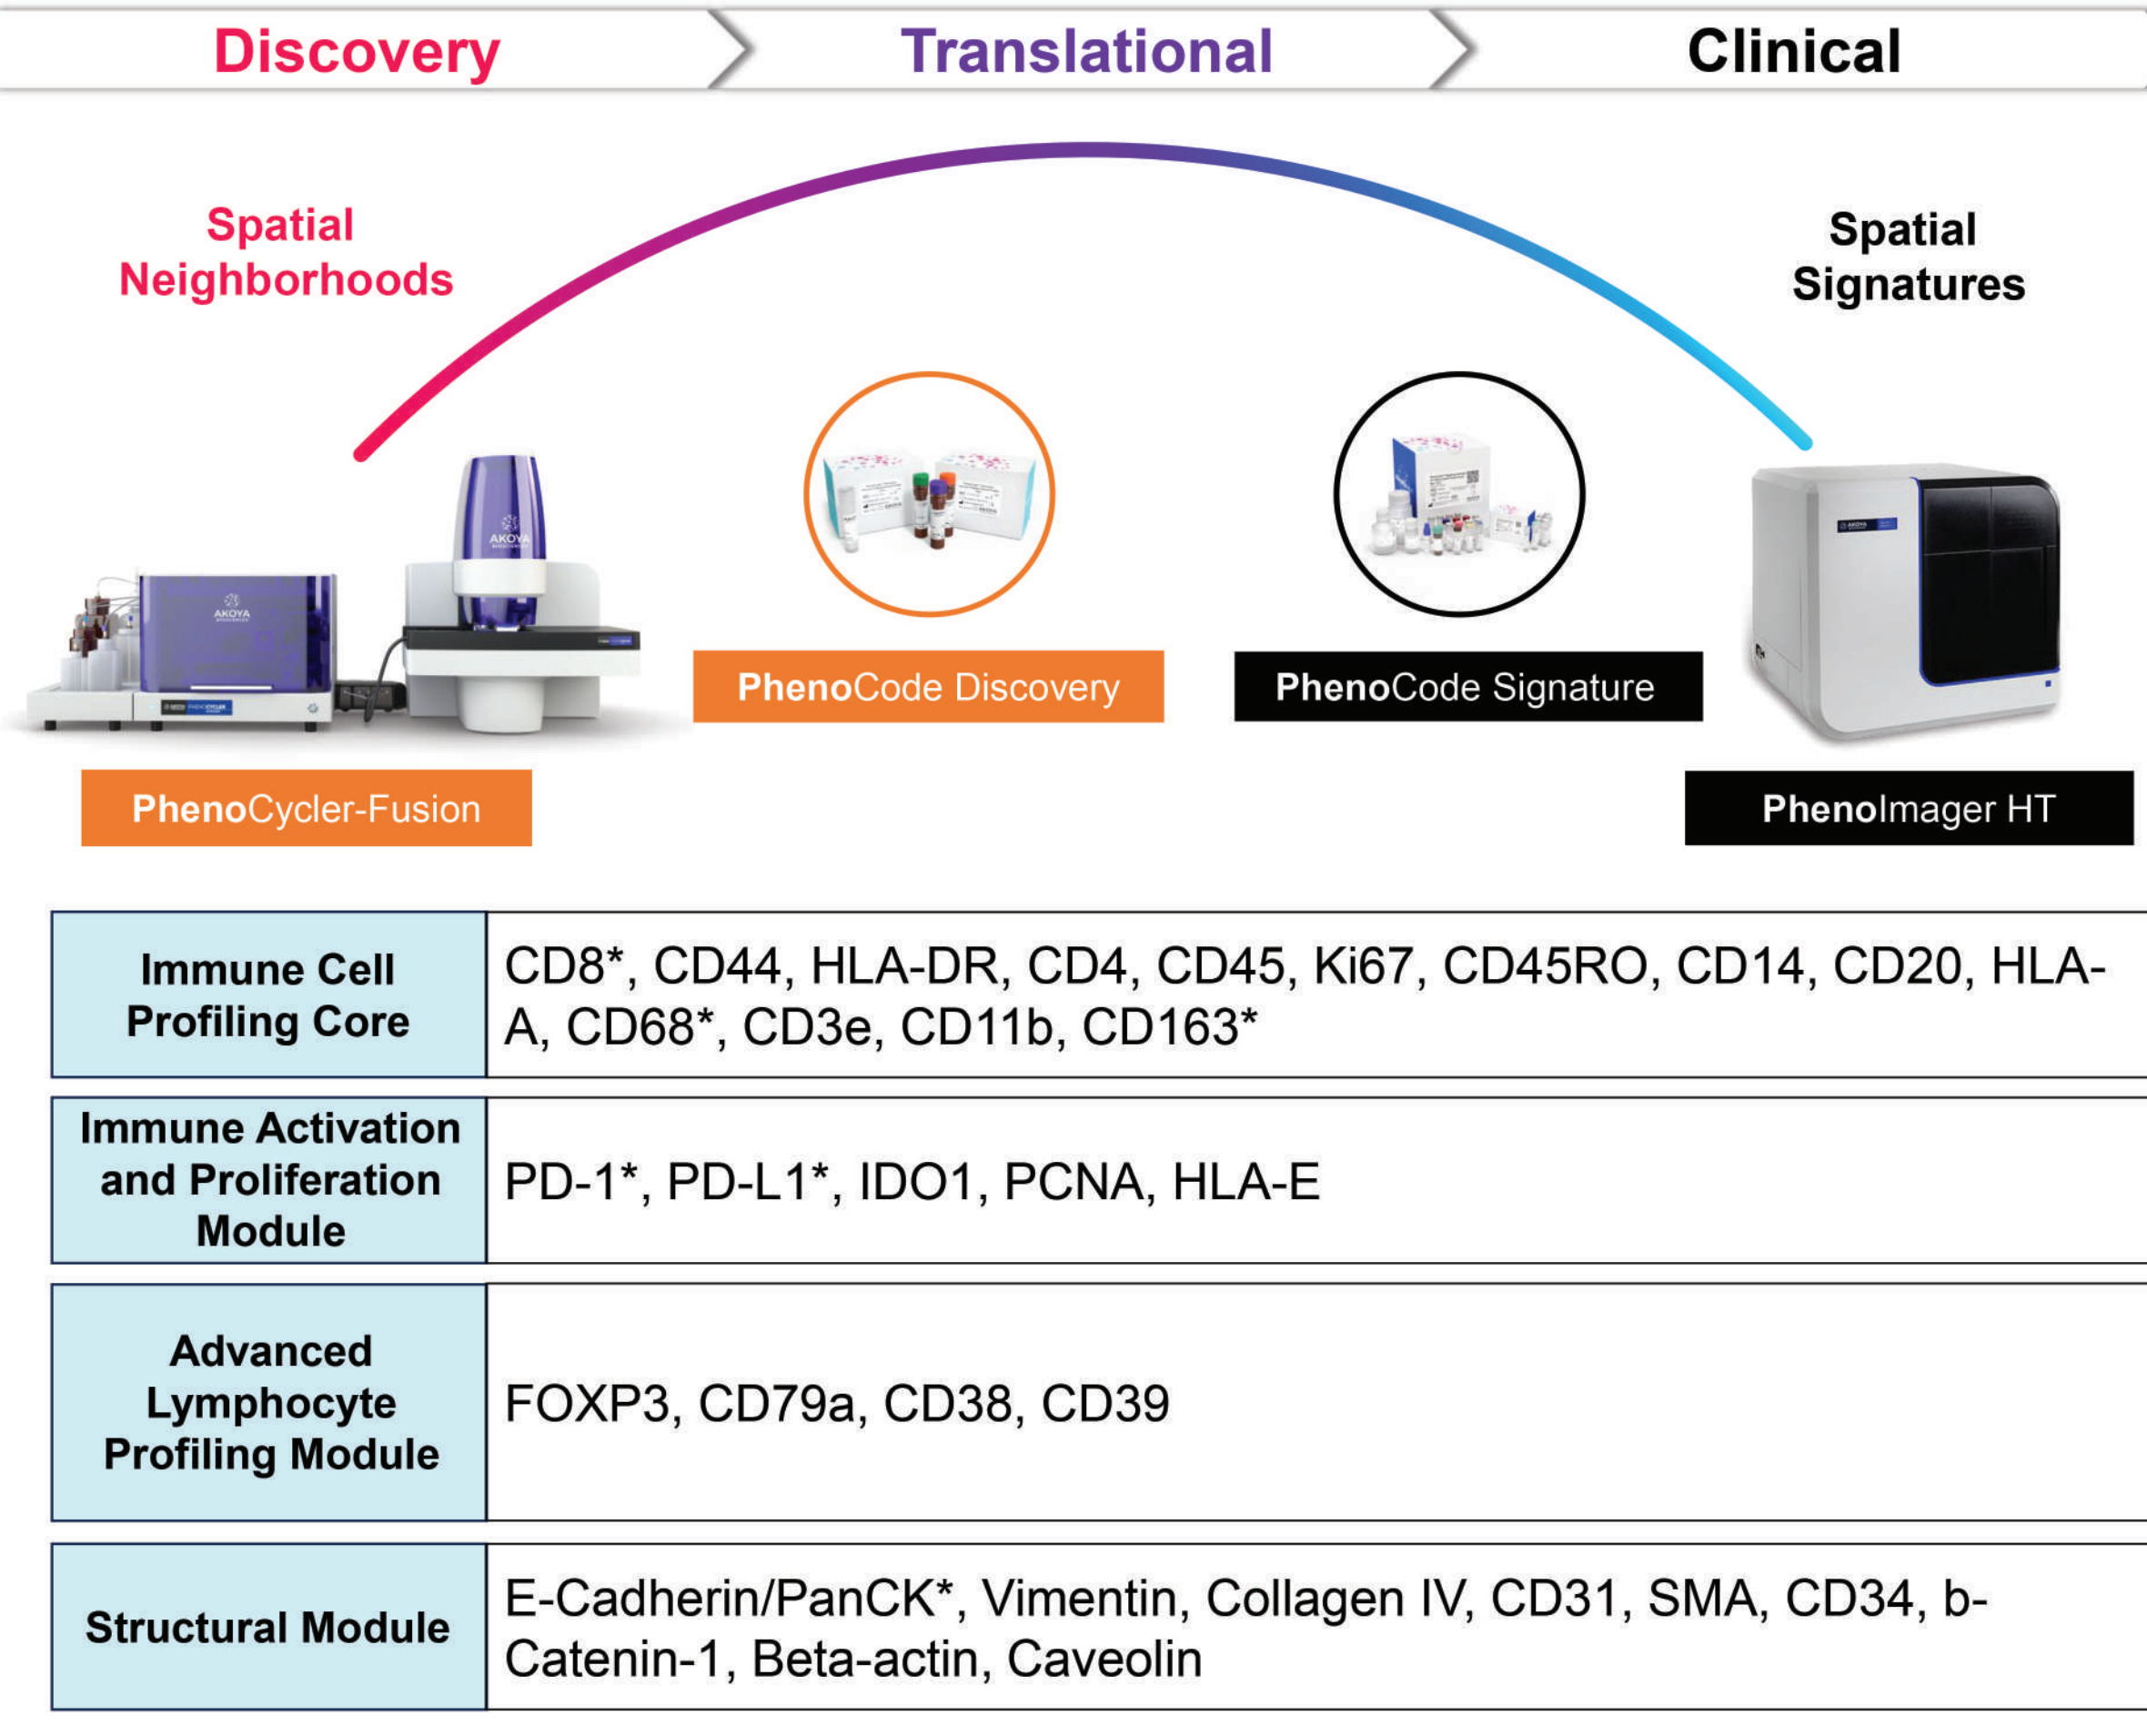 Discovery
Translational
Clinical
Spatial
Neighborhoods
Spatial
Signatures
AKOYA
AKOYA
PhenoCode Discovery
PhenoCode Signature
PhenoCycler-Fusion
PhenoImager HT
Immune Cell
Profiling Core
CD8*, CD44, HLA-DR, CD4, CD45, Ki67, CD45RO, CD14, CD20, HLA-
A, CD68*, CD3e, CD11b, CD163*
Immune Activation
and Proliferation
Module
PD-1*, PD-L1*, IDO1, PCNA, HLA-E
Advanced
Lymphocyte
Profiling Module
FOXP3, CD79a, CD38, CD39
Structural Module
E-Cadherin/PanCK*, Vimentin, Collagen IV, CD31, SMA, CD34, b-
Catenin-1, Beta-actin, Caveolin